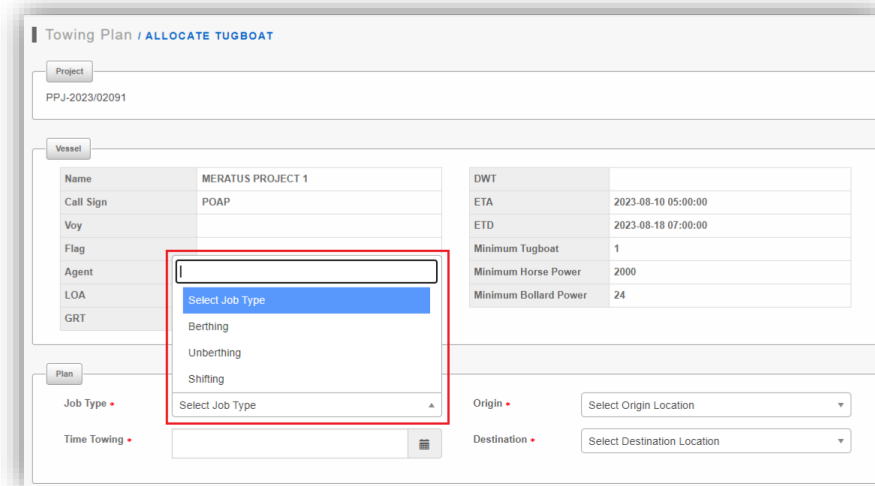 Towing Plan / ALLOCATE TUGBOAT
Project
PPJ-2023/02091
Vessel
Name MERATUS PROJECT 1
Call Sign POAP
Voy
Flag
Agent
LOA
GRT
DWT
ETA 2023-08-10 05:00:00
ETD 2023-08-18 07:00:00
Minimum Tugboat 1
Minimum Horse Power 2000
Minimum Bollard Power 24
Select Job Type
Berthing
Unberthing
Shifting
Plan
Job Type • Select Job Type
Origin • Select Origin Location
Time Towing •
Destination • Select Destination Location